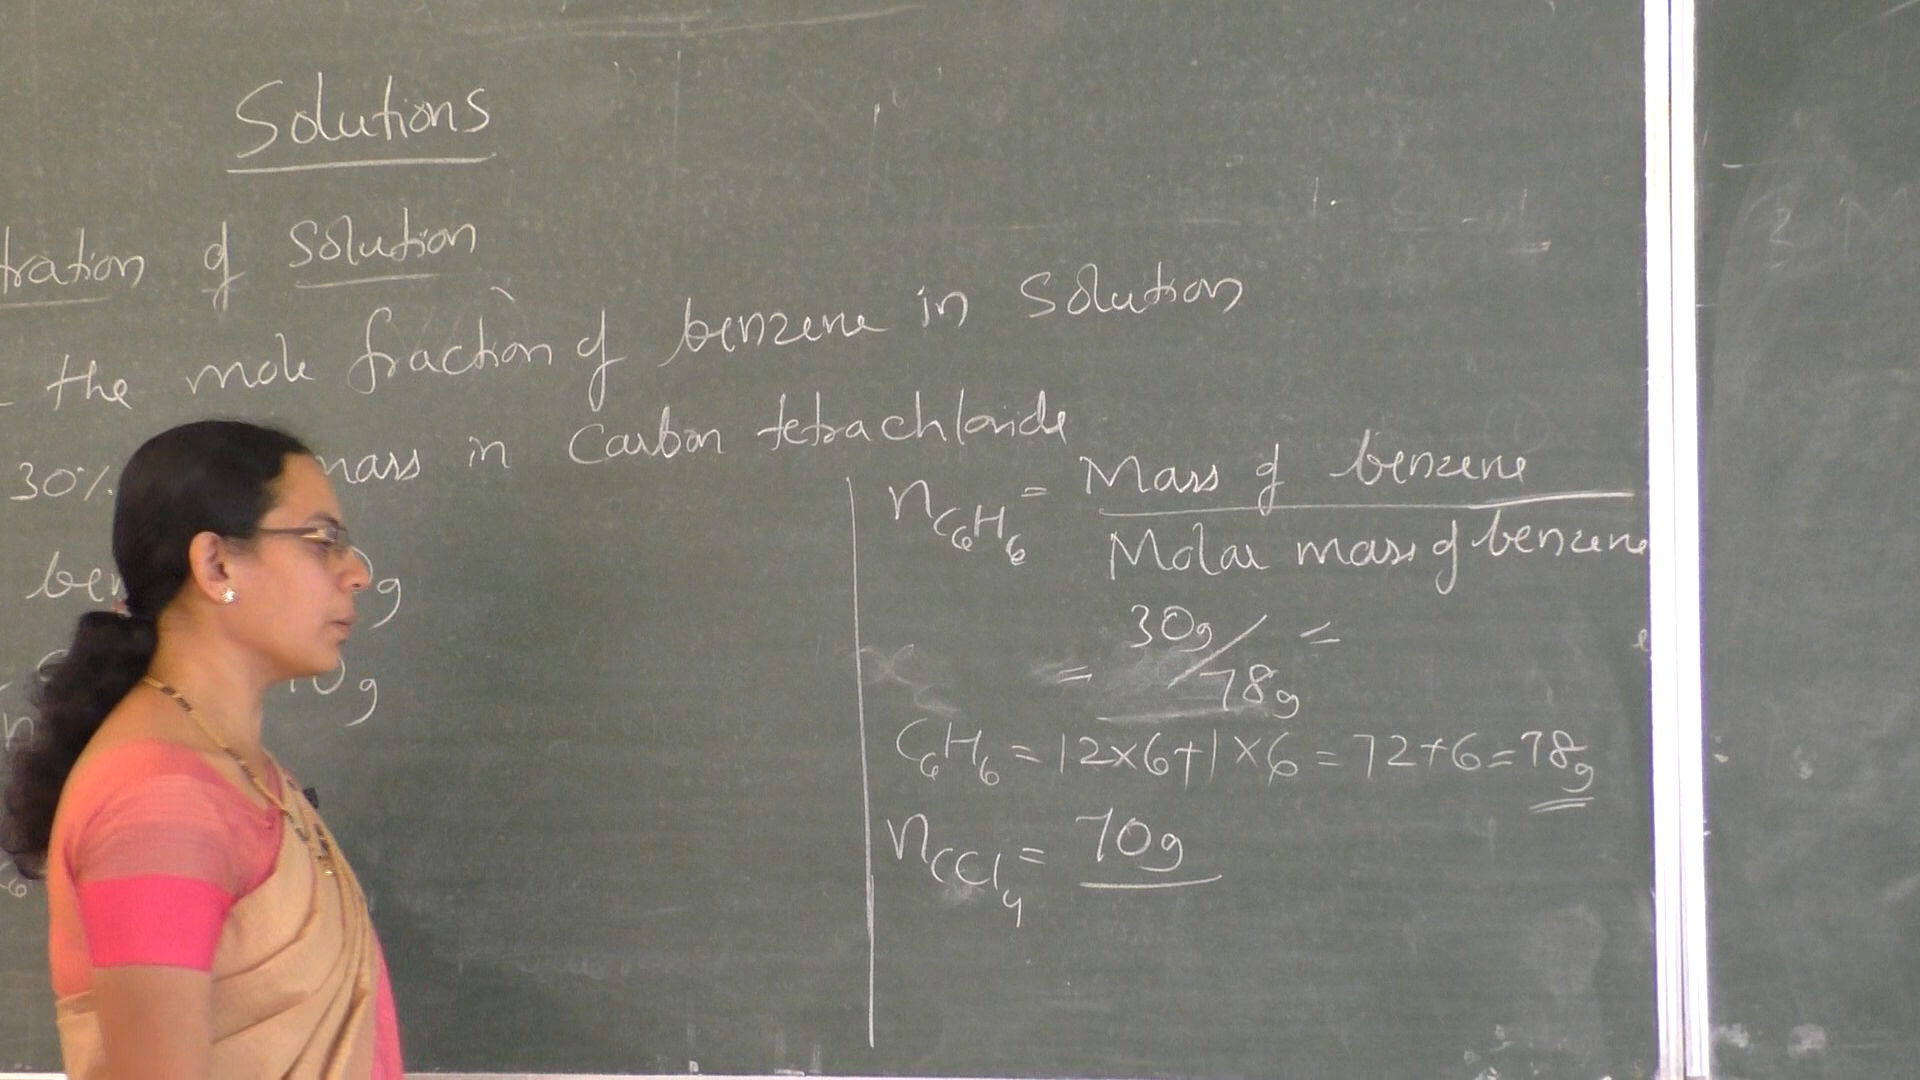 Solutions
tration of Solution
the mole fraction of benzene in Solution
30% mass in Carbon tetrachloride
n C6H6 = Mass of benzene
Molar mass of benzene
= 30g / 78g =
C6H6 = 12×6+1×6 = 72+6 = 78g
n CCl4 = 70g